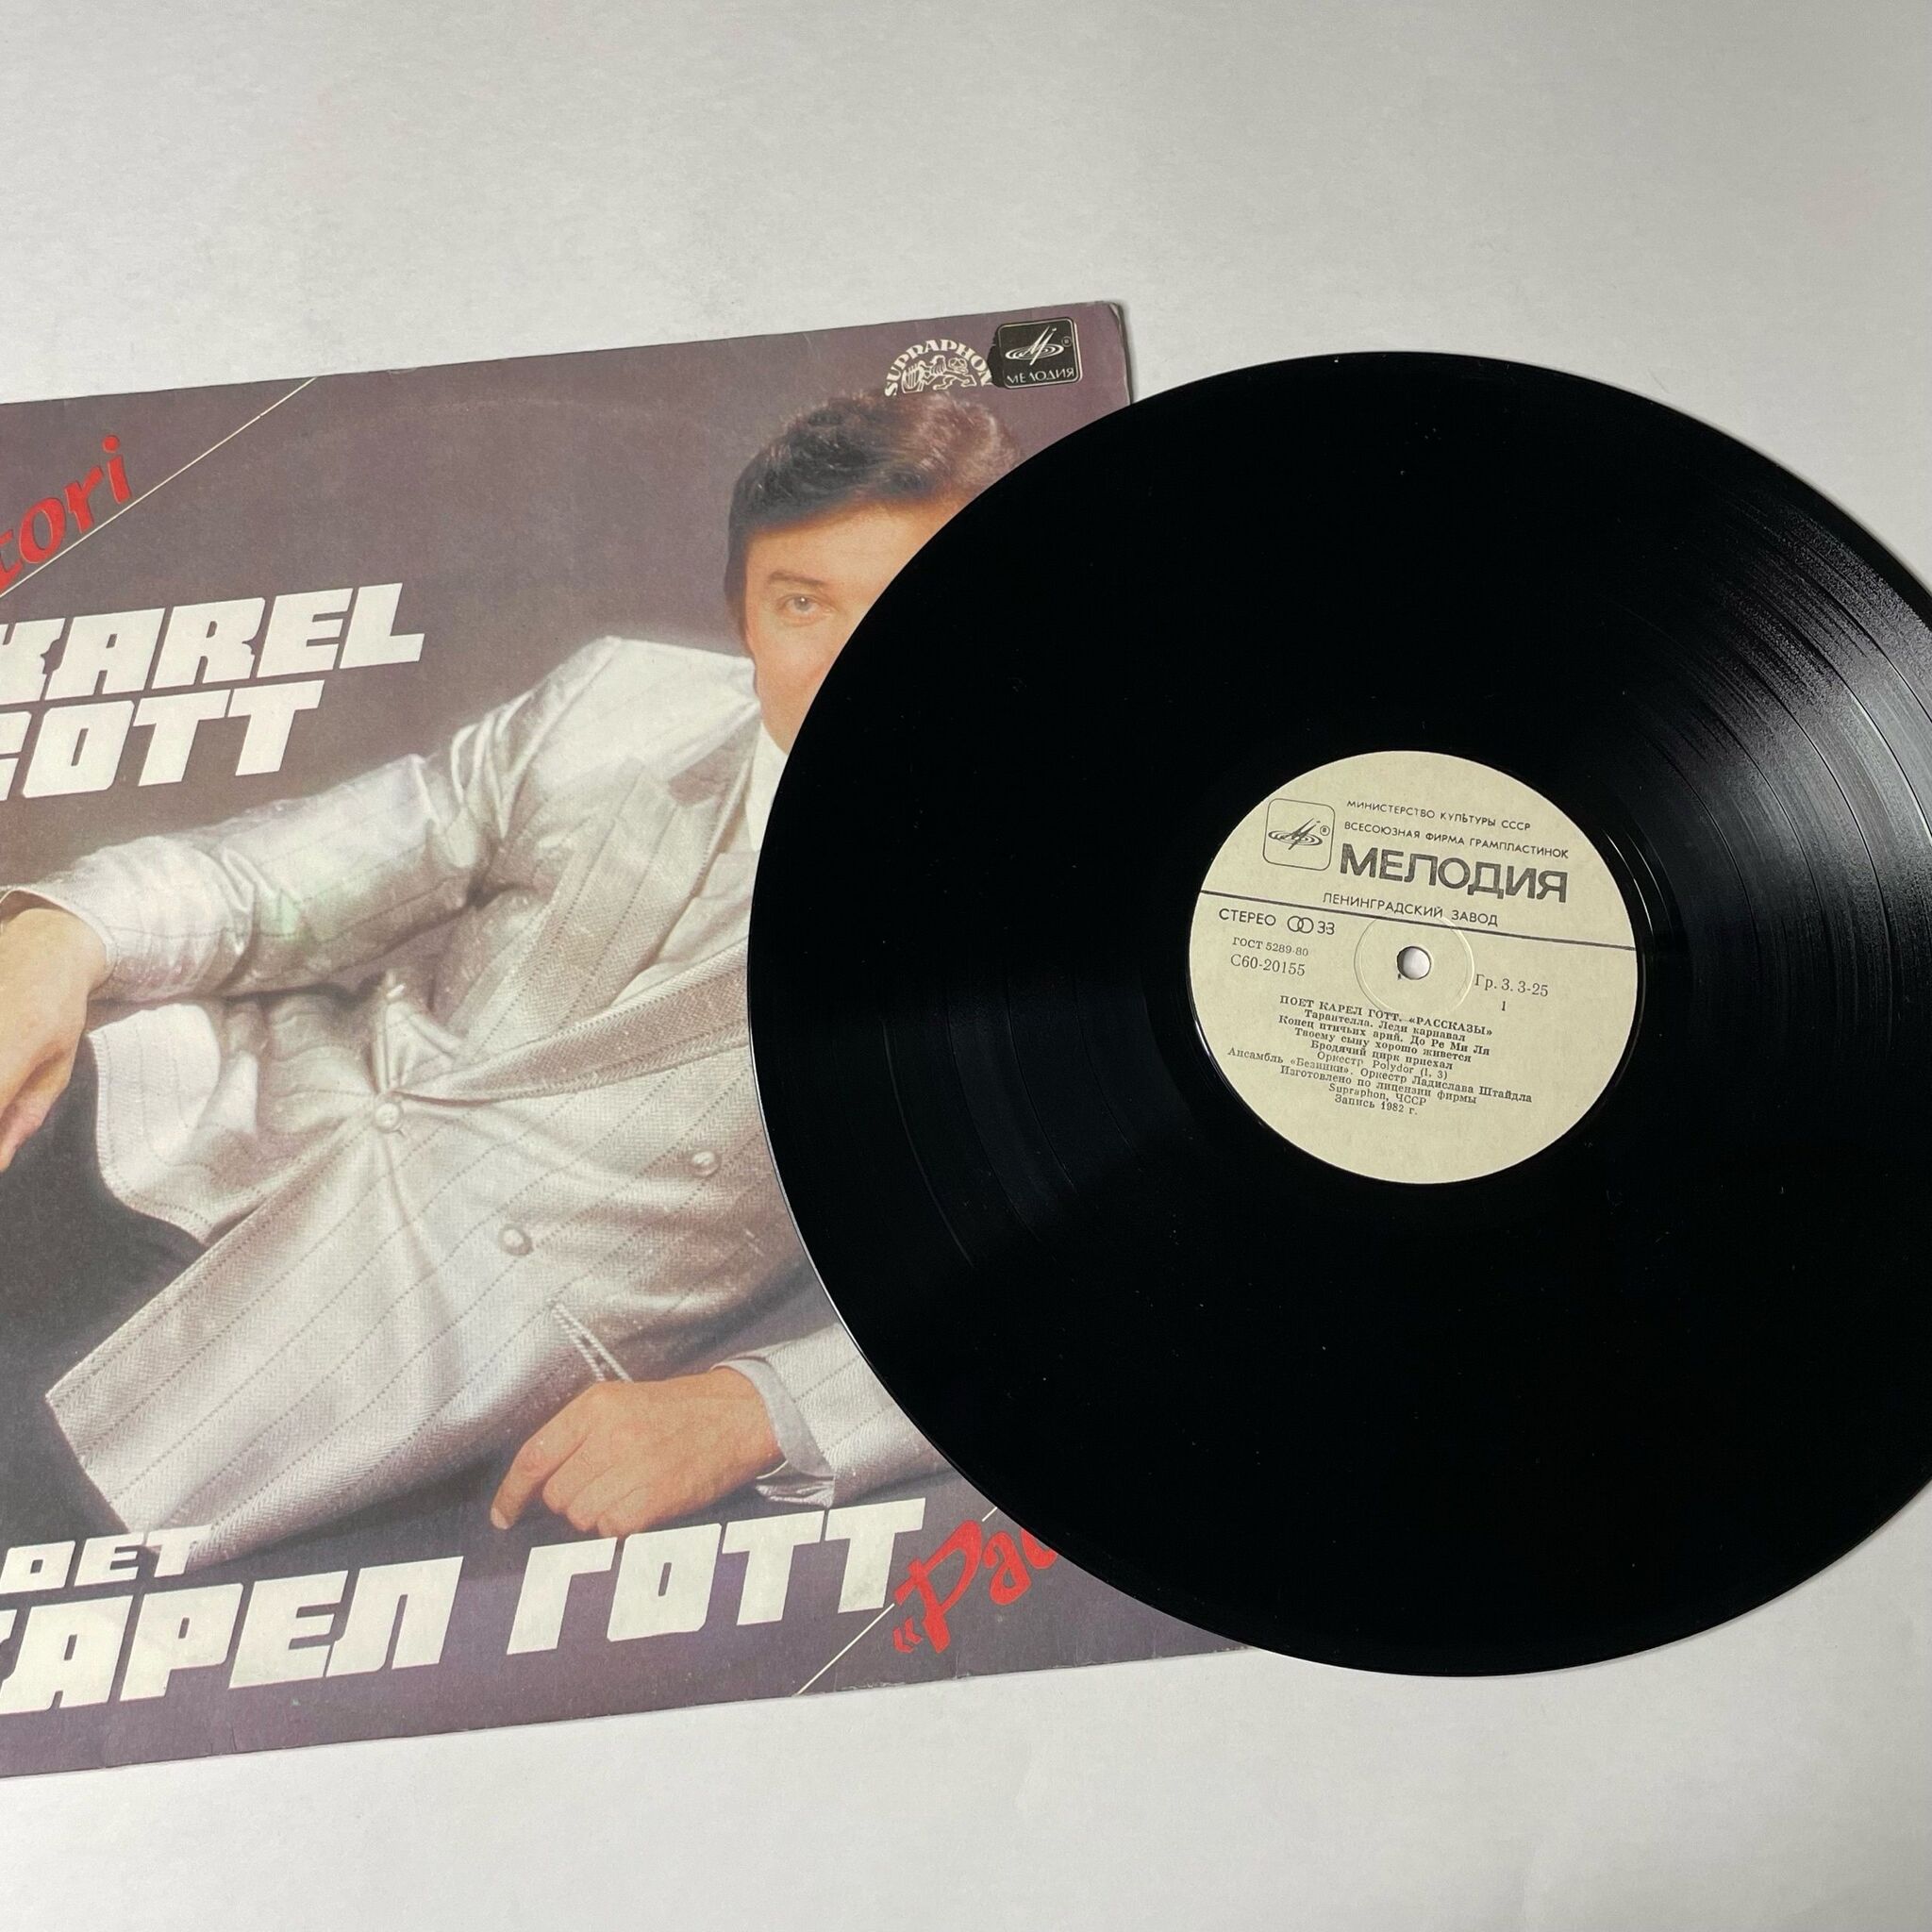 SUPRAPHON
МЕЛОДИЯ
tori
KAREL
GOTT
ПОЕТ
КАРЕЛ ГОТТ
«Рас
МИНИСТЕРСТВО КУЛЬТУРЫ СССР
ВСЕСОЮЗНАЯ ФИРМА ГРАМПЛАСТИНОК
МЕЛОДИЯ
ЛЕНИНГРАДСКИЙ ЗАВОД
СТЕРЕО 33
ГОСТ 5289-80
С60-20155
Гр. 3. 3-25
1
ПОЕТ КАРЕЛ ГОТТ. «РАССКАЗЫ»
Тарантелла. Леди карнавал
Конец птичьих арий. До Ре Ми Ля
Твоему сыну хорошо живется
Бродячий цирк приехал
Оркестр Polydor (1, 3)
Ансамбль «Безинки». Оркестр Ладислава Штайдла
Изготовлено по лицензии фирмы
Supraphon, ЧССР
Запись 1982 г.